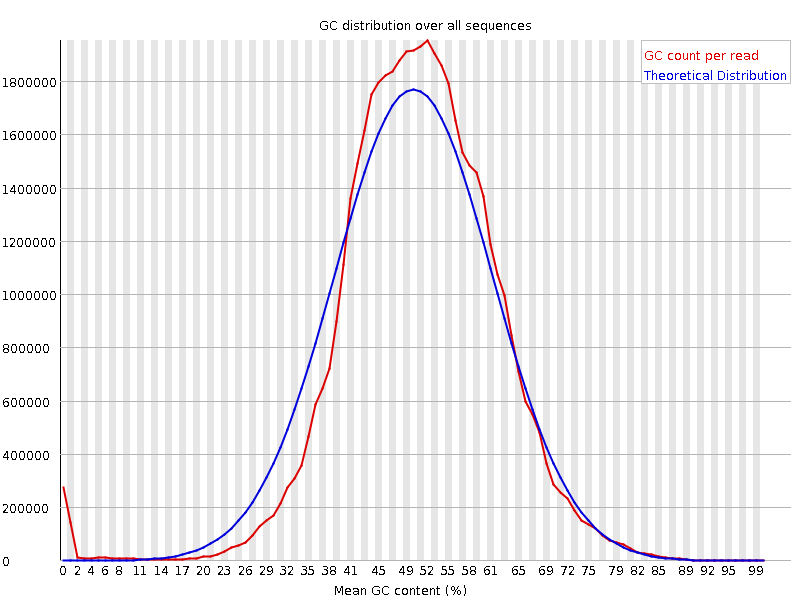 GC distribution over all sequences
GC count per read
Theoretical Distribution
1800000
1600000
1400000
1200000
1000000
800000
600000
400000
200000
0
0 2 4 6 8 11 14 17 20 23 26 29 32 35 38 41 45 49 52 55 58 61 65 69 72 75 79 82 85 89 92 95 99
Mean GC content (%)